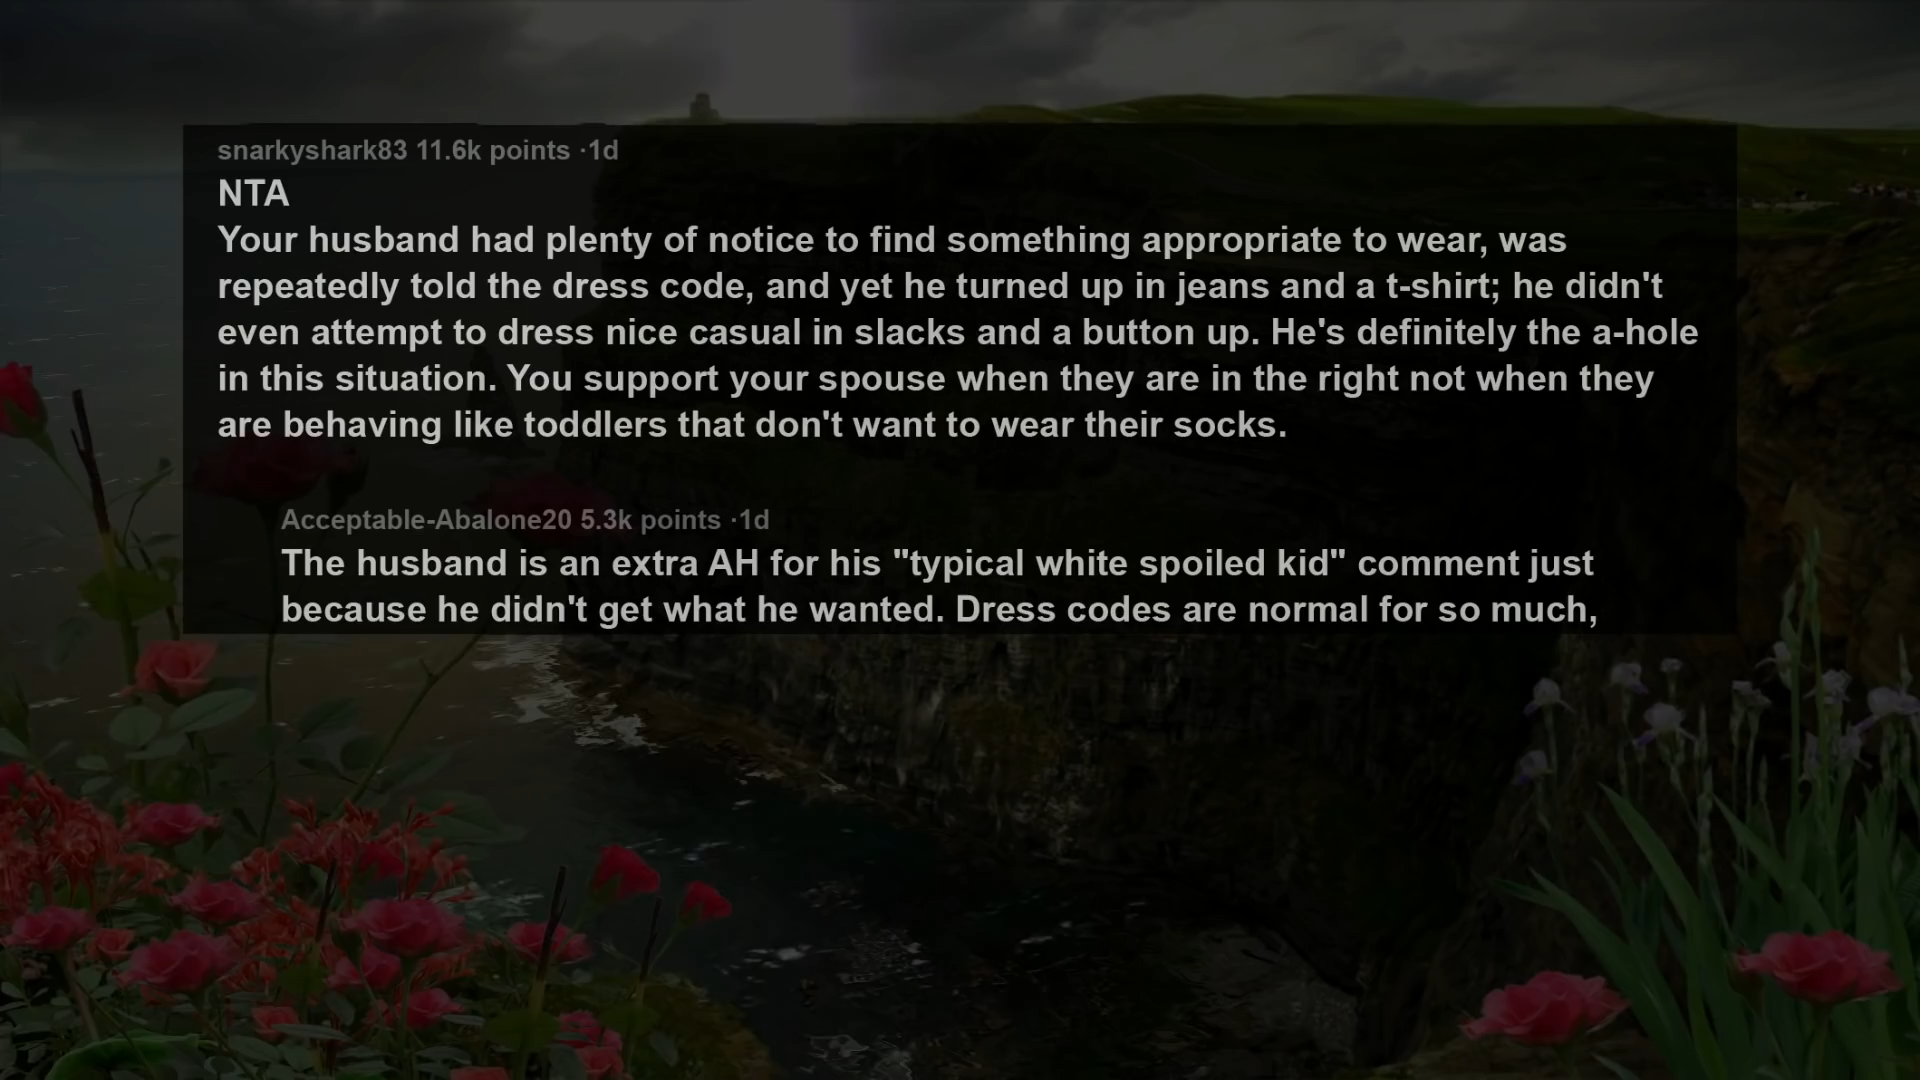 snarkyshark83 11.6k points ·1d
NTA
Your husband had plenty of notice to find something appropriate to wear, was
repeatedly told the dress code, and yet he turned up in jeans and a t-shirt; he didn't
even attempt to dress nice casual in slacks and a button up. He's definitely the a-hole
in this situation. You support your spouse when they are in the right not when they
are behaving like toddlers that don't want to wear their socks.
Acceptable-Abalone20 5.3k points ·1d
The husband is an extra AH for his "typical white spoiled kid" comment just
because he didn't get what he wanted. Dress codes are normal for so much,